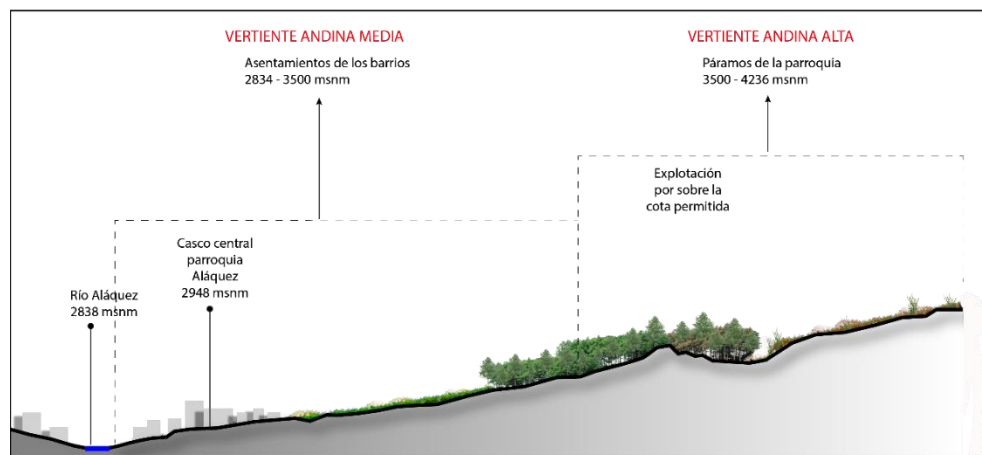 VERTIENTE ANDINA MEDIA
Asentamientos de los barrios
2834 - 3500 msnm
VERTIENTE ANDINA ALTA
Páramos de la parroquia
3500 - 4236 msnm
Explotación
por sobre la
cota permitida
Casco central
parroquia
Aláquez
2948 msnm
Río Aláquez
2838 msnm